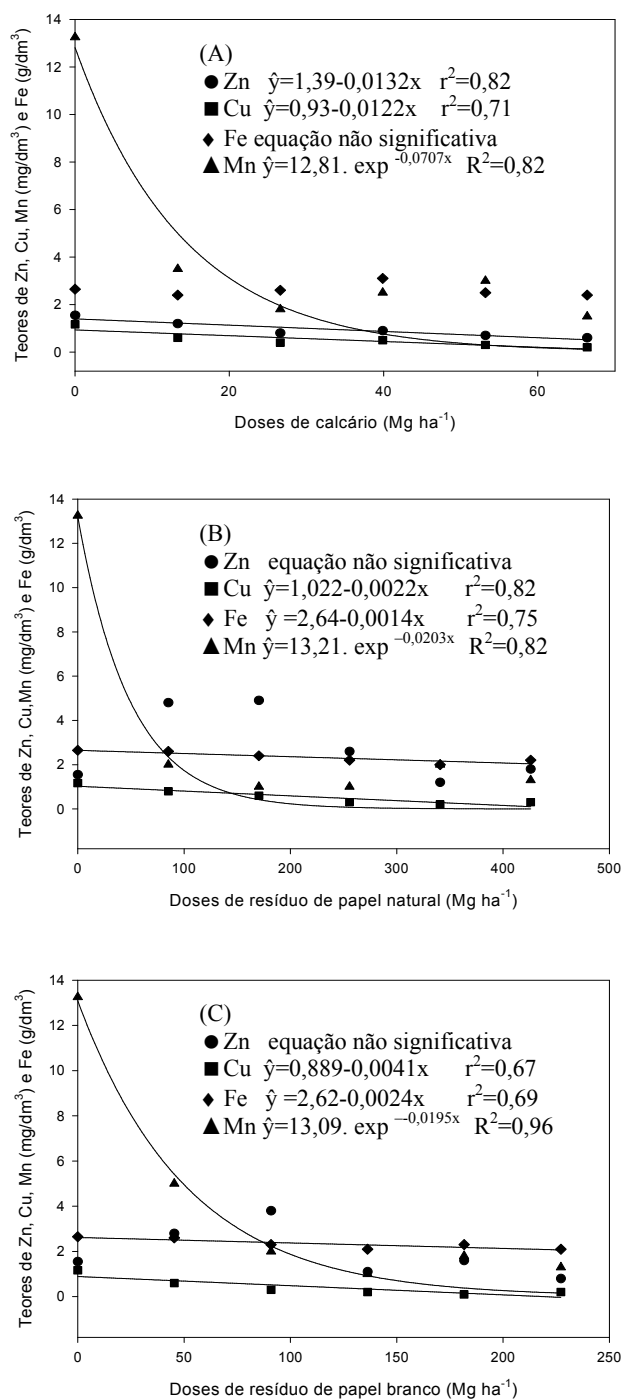 Teores de Zn, Cu, Mn (mg/dm³) e Fe (g/dm³)
14
12
10
8
6
4
2
0
(A)
● Zn ŷ=1,39-0,0132x r²=0,82
■ Cu ŷ=0,93-0,0122x r²=0,71
◆ Fe equação não significativa
▲ Mn ŷ=12,81. exp ⁻⁰,⁰⁷⁰⁷ˣ R²=0,82
0 20 40 60
Doses de calcário (Mg ha⁻¹)
Teores de Zn, Cu,Mn (mg/dm³) e Fe (g/dm³)
14
12
10
8
6
4
2
0
(B)
● Zn equação não significativa
■ Cu ŷ=1,022-0,0022x r²=0,82
◆ Fe ŷ =2,64-0,0014x r²=0,75
▲ Mn ŷ=13,21. exp ⁻⁰,⁰²⁰³ˣ R²=0,82
0 100 200 300 400 500
Doses de resíduo de papel natural (Mg ha⁻¹)
Teores de Zn, Cu, Mn (mg/dm³) e Fe (g/dm³)
14
12
10
8
6
4
2
0
(C)
● Zn equação não significativa
■ Cu ŷ=0,889-0,0041x r²=0,67
◆ Fe ŷ =2,62-0,0024x r²=0,69
▲ Mn ŷ=13,09. exp ⁻⁻⁰,⁰¹⁹⁵ˣ R²=0,96
0 50 100 150 200 250
Doses de resíduo de papel branco (Mg ha⁻¹)